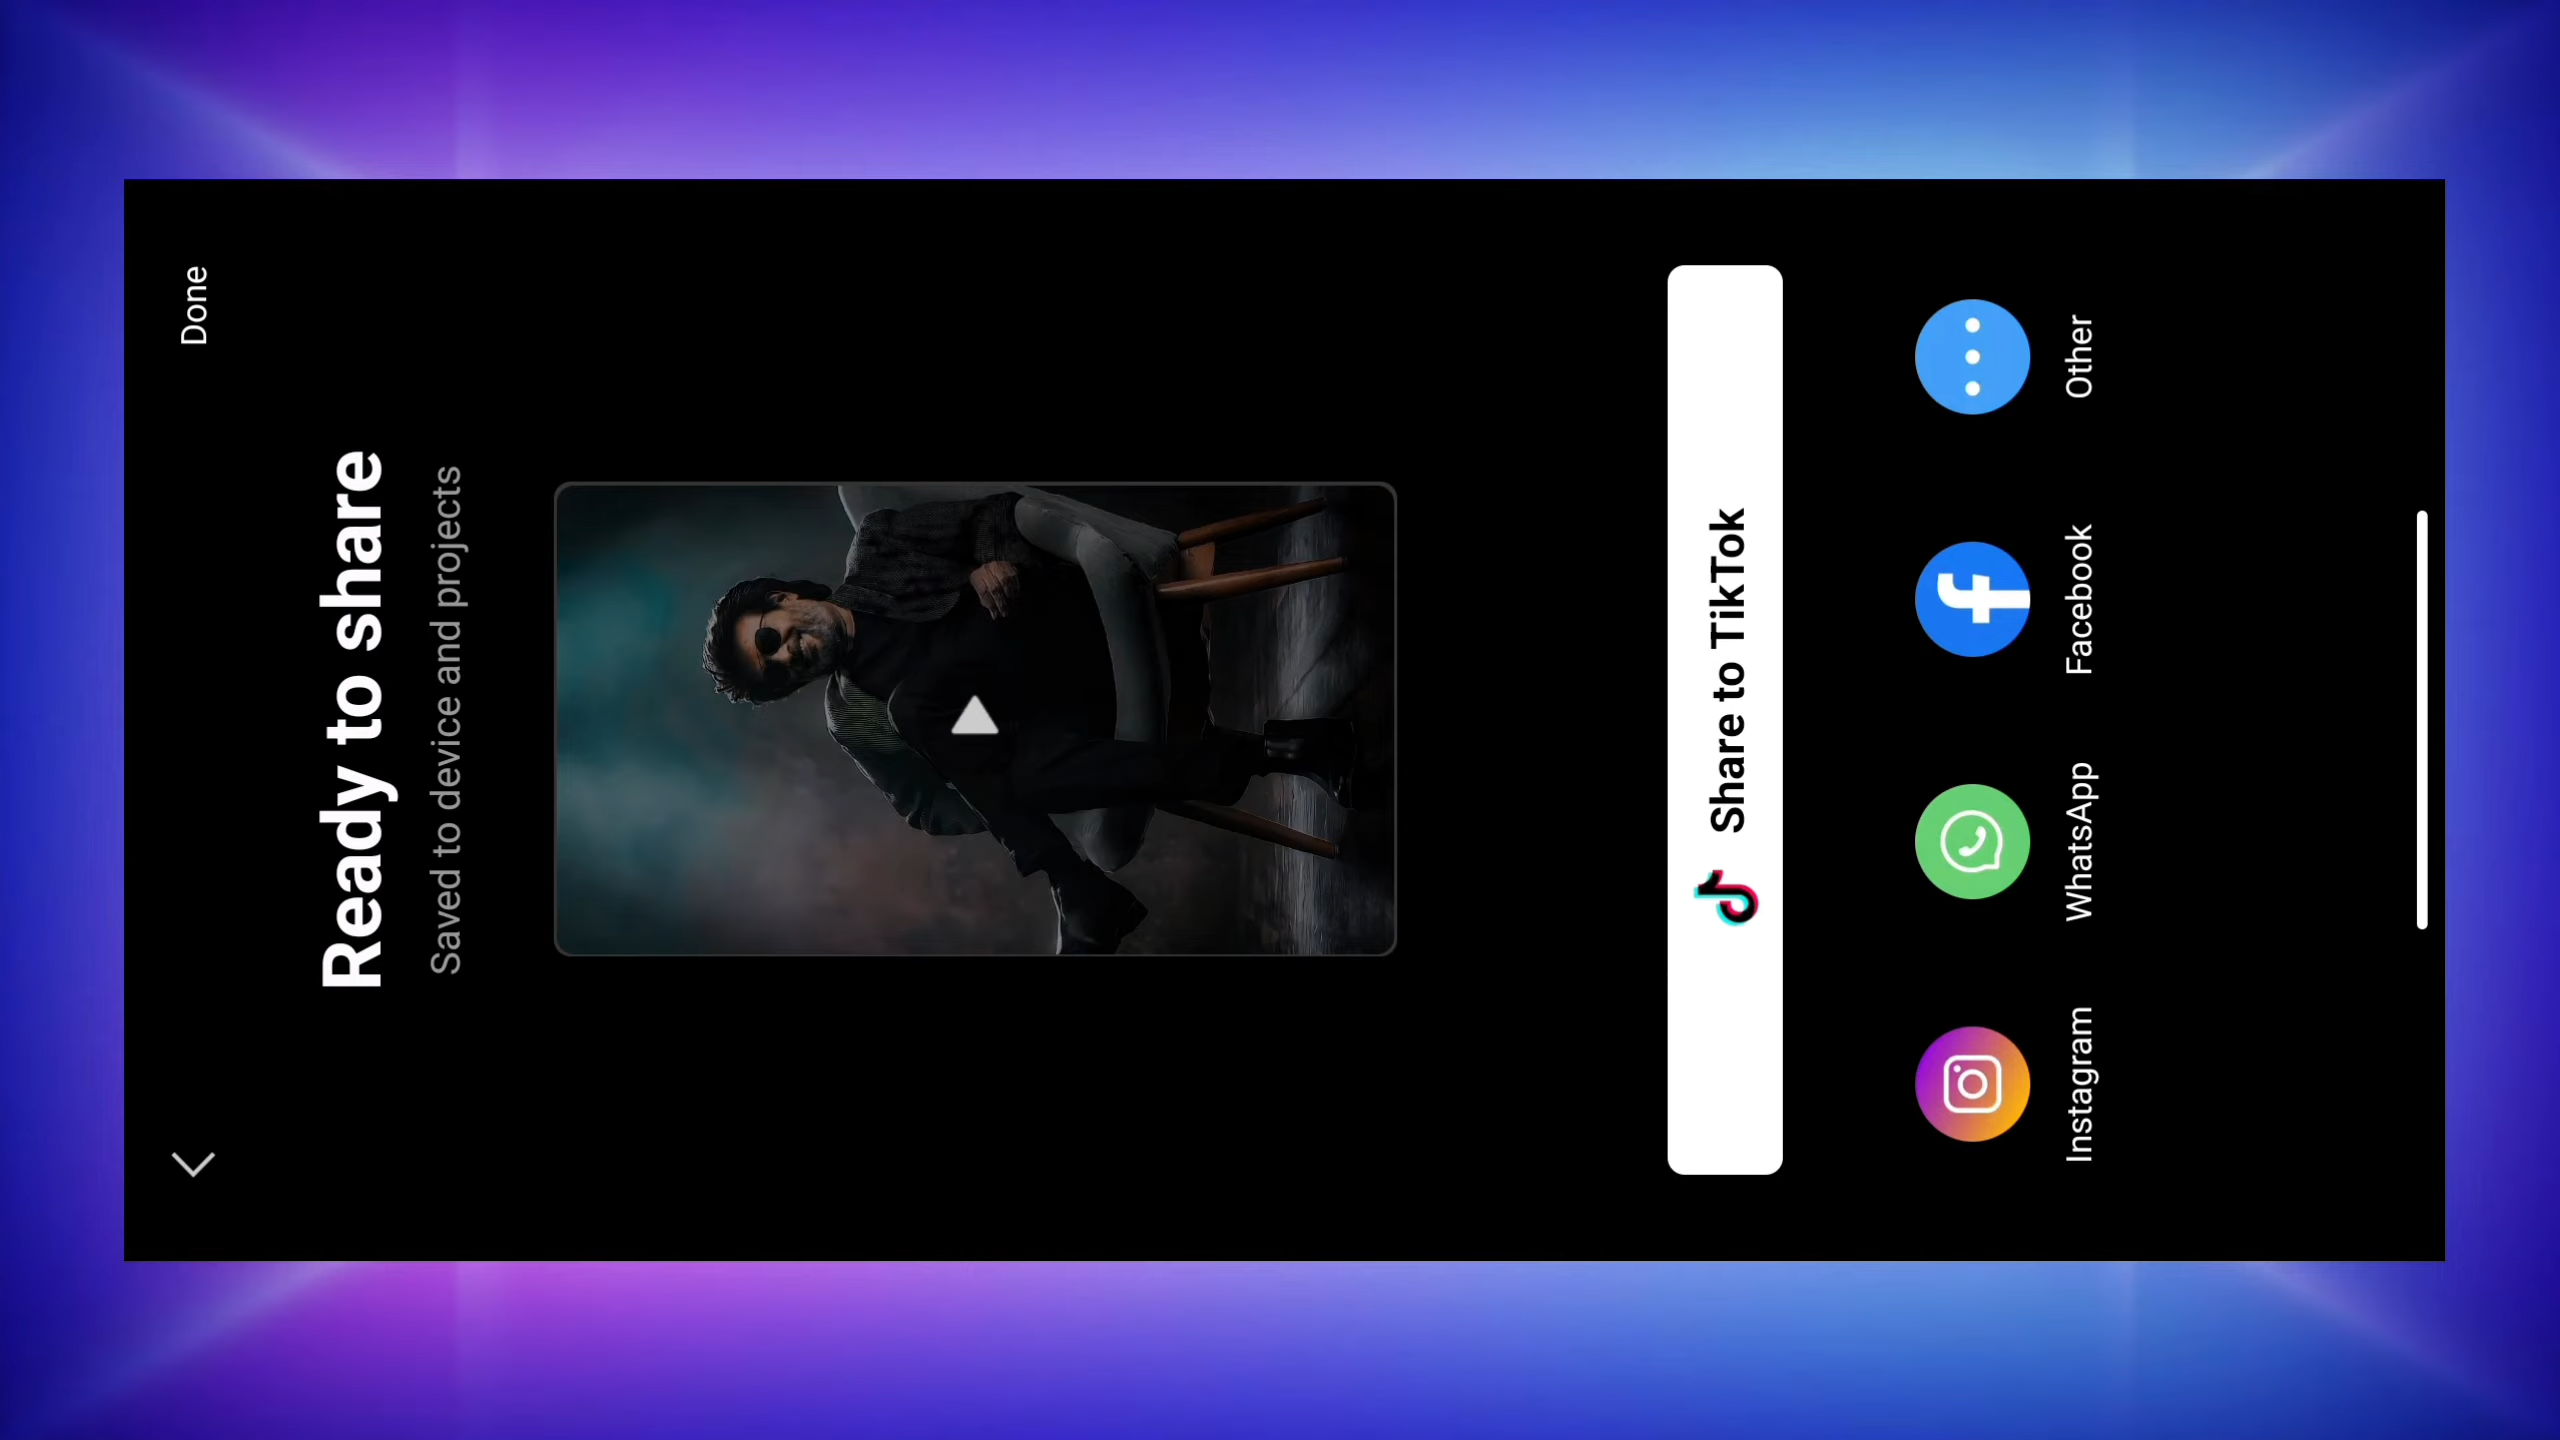 Done
Ready to share
Saved to device and projects
Share to TikTok
Instagram
WhatsApp
Facebook
Other